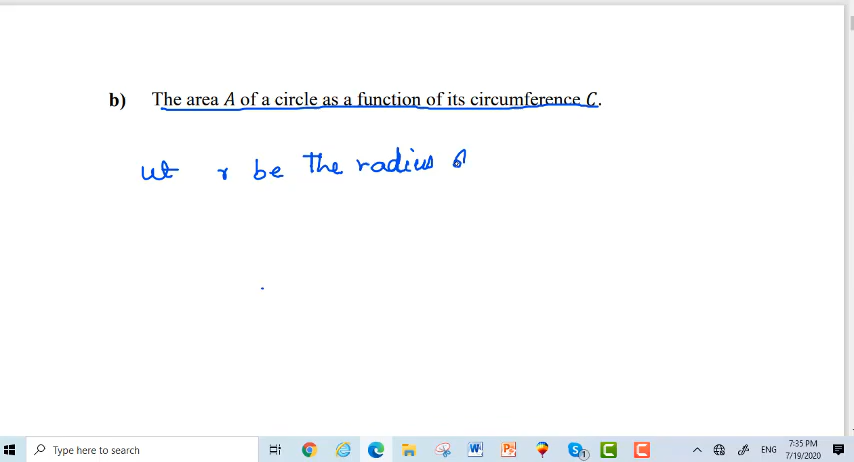 b) The area A of a circle as a function of its circumference C.
let r be the radius of
Type here to search
ENG
7:35 PM
7/19/2020